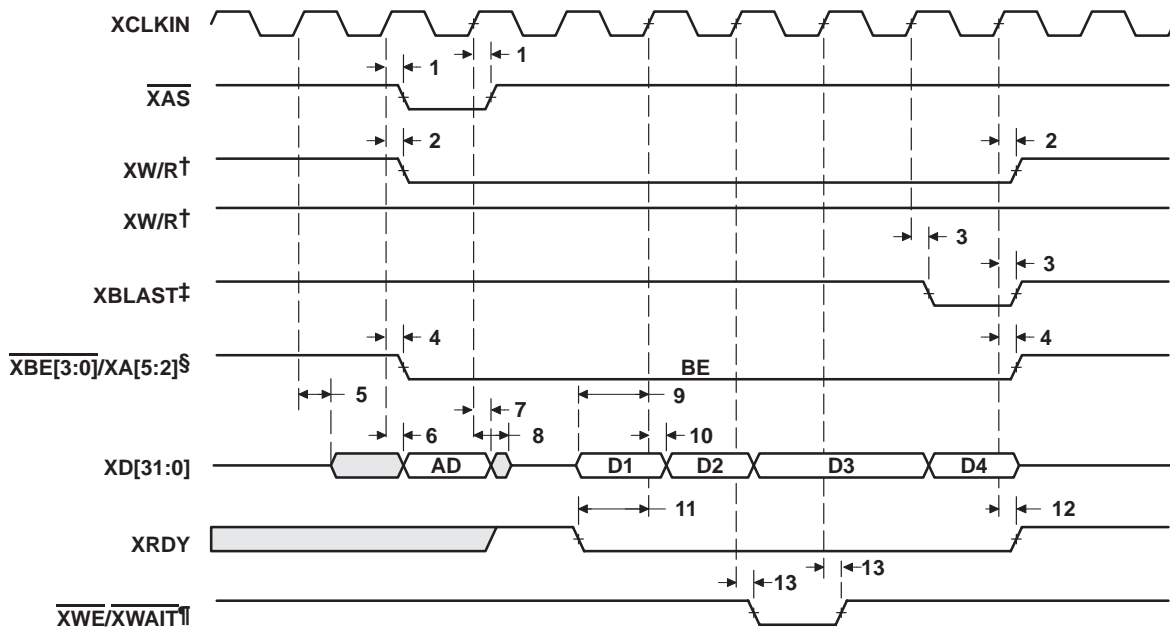 XCLKIN
1
1
XAS
2
2
XW/R†
XW/R†
3
3
XBLAST‡
4
4
XBE[3:0]/XA[5:2]§
BE
5
7
9
6
8
10
XD[31:0]
AD
D1
D2
D3
D4
11
12
XRDY
13
13
XWE/XWAIT¶